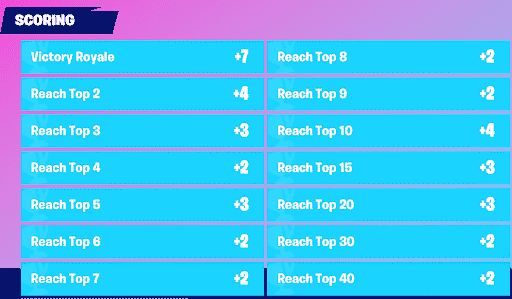 SCORING
Victory Royale +7
Reach Top 2 +4
Reach Top 3 +3
Reach Top 4 +2
Reach Top 5 +3
Reach Top 6 +2
Reach Top 7 +2
Reach Top 8 +2
Reach Top 9 +2
Reach Top 10 +4
Reach Top 15 +3
Reach Top 20 +3
Reach Top 30 +2
Reach Top 40 +2